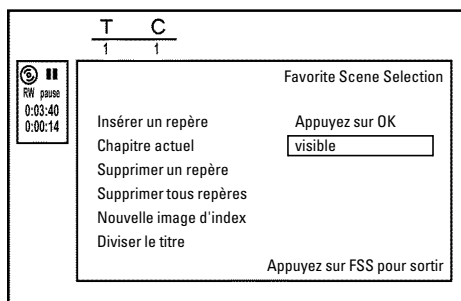 T C
1 1
RW pause
0:03:40
0:00:14
Favorite Scene Selection
Insérer un repère Appuyez sur OK
Chapitre actuel visible
Supprimer un repère
Supprimer tous repères
Nouvelle image d'index
Diviser le titre
Appuyez sur FSS pour sortir